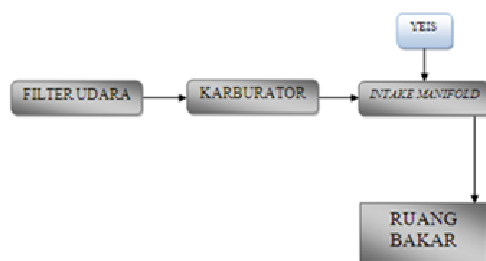 YEIS
FILTER UDARA
KARBURATOR
INTAKE MANIFOLD
RUANG
BAKAR